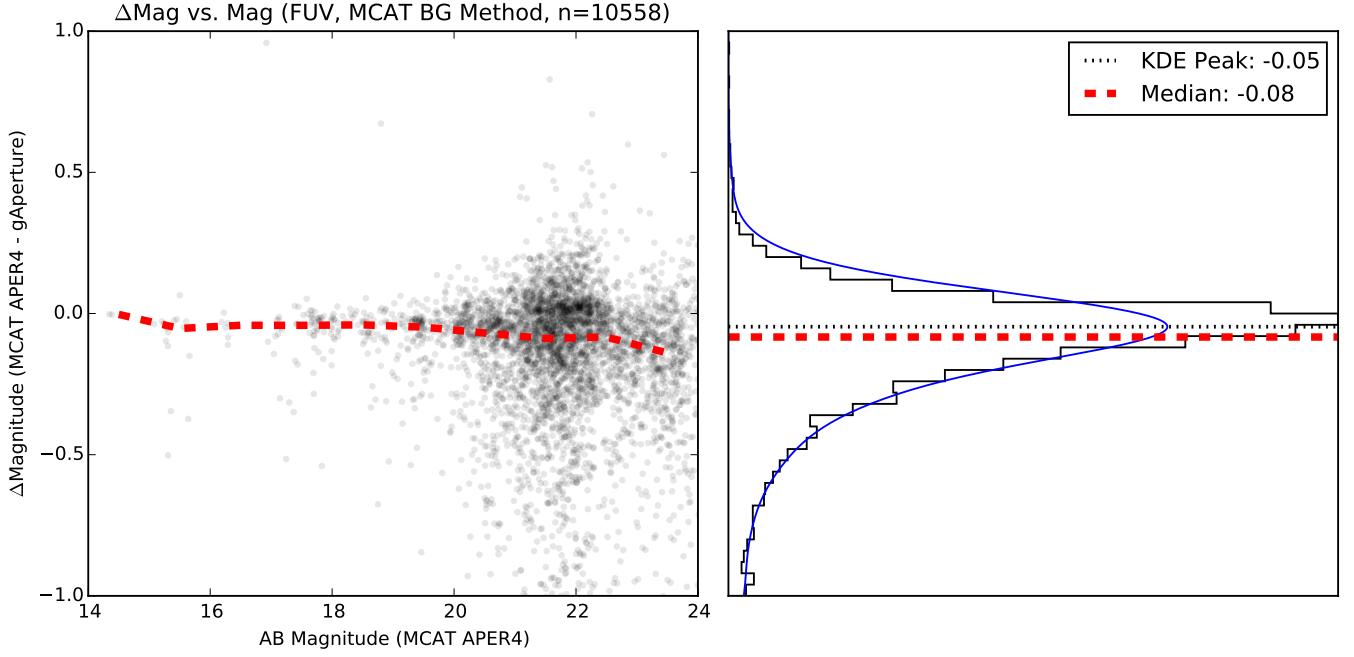 ΔMag vs. Mag (FUV, MCAT BG Method, n=10558)
ΔMagnitude (MCAT APER4 - gAperture)
1.0
0.5
0.0
−0.5
−1.0
14 16 18 20 22 24
AB Magnitude (MCAT APER4)
KDE Peak: -0.05
Median: -0.08